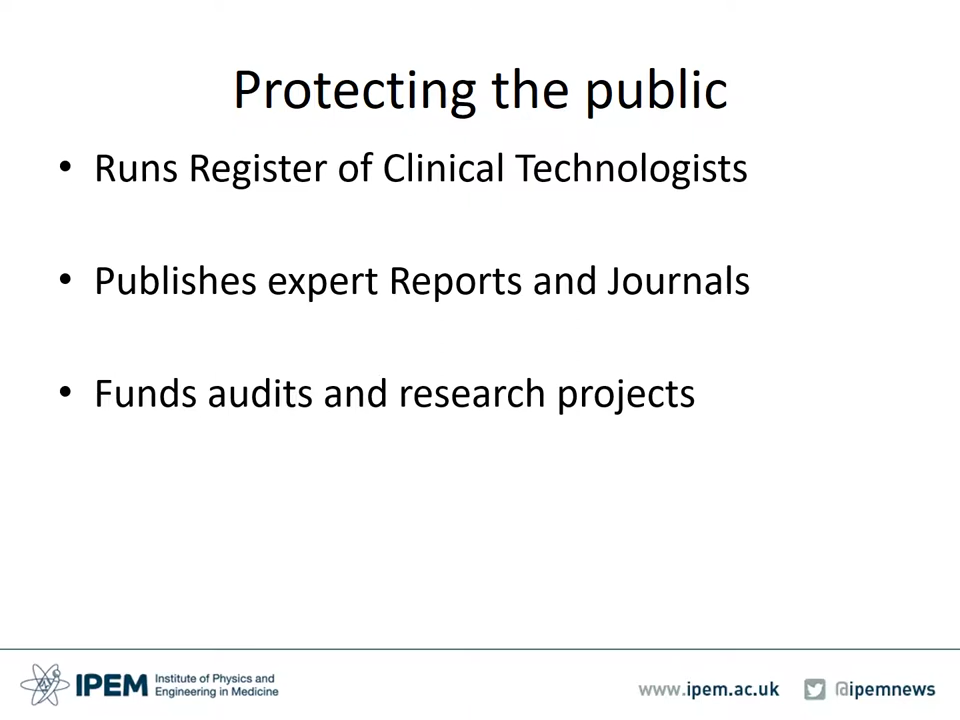 Protecting the public
• Runs Register of Clinical Technologists
• Publishes expert Reports and Journals
• Funds audits and research projects
IPEM
Institute of Physics and
Engineering in Medicine
www.ipem.ac.uk
@ipemnews